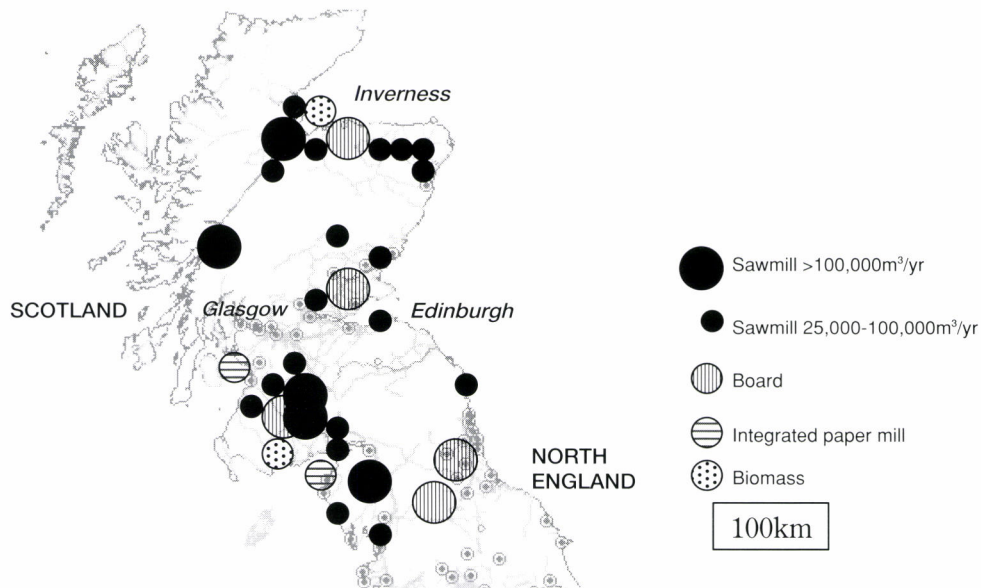 Inverness
SCOTLAND
Glasgow
Edinburgh
NORTH
ENGLAND
Sawmill >100,000m³/yr
Sawmill 25,000-100,000m³/yr
Board
Integrated paper mill
Biomass
100km